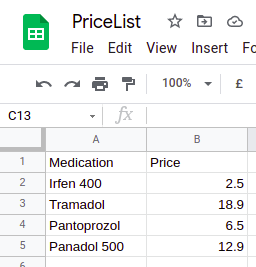 PriceList
File Edit View Insert Fo
100% £
C13 fx
A B
1 Medication Price
2 Irfen 400 2.5
3 Tramadol 18.9
4 Pantoprozol 6.5
5 Panadol 500 12.9